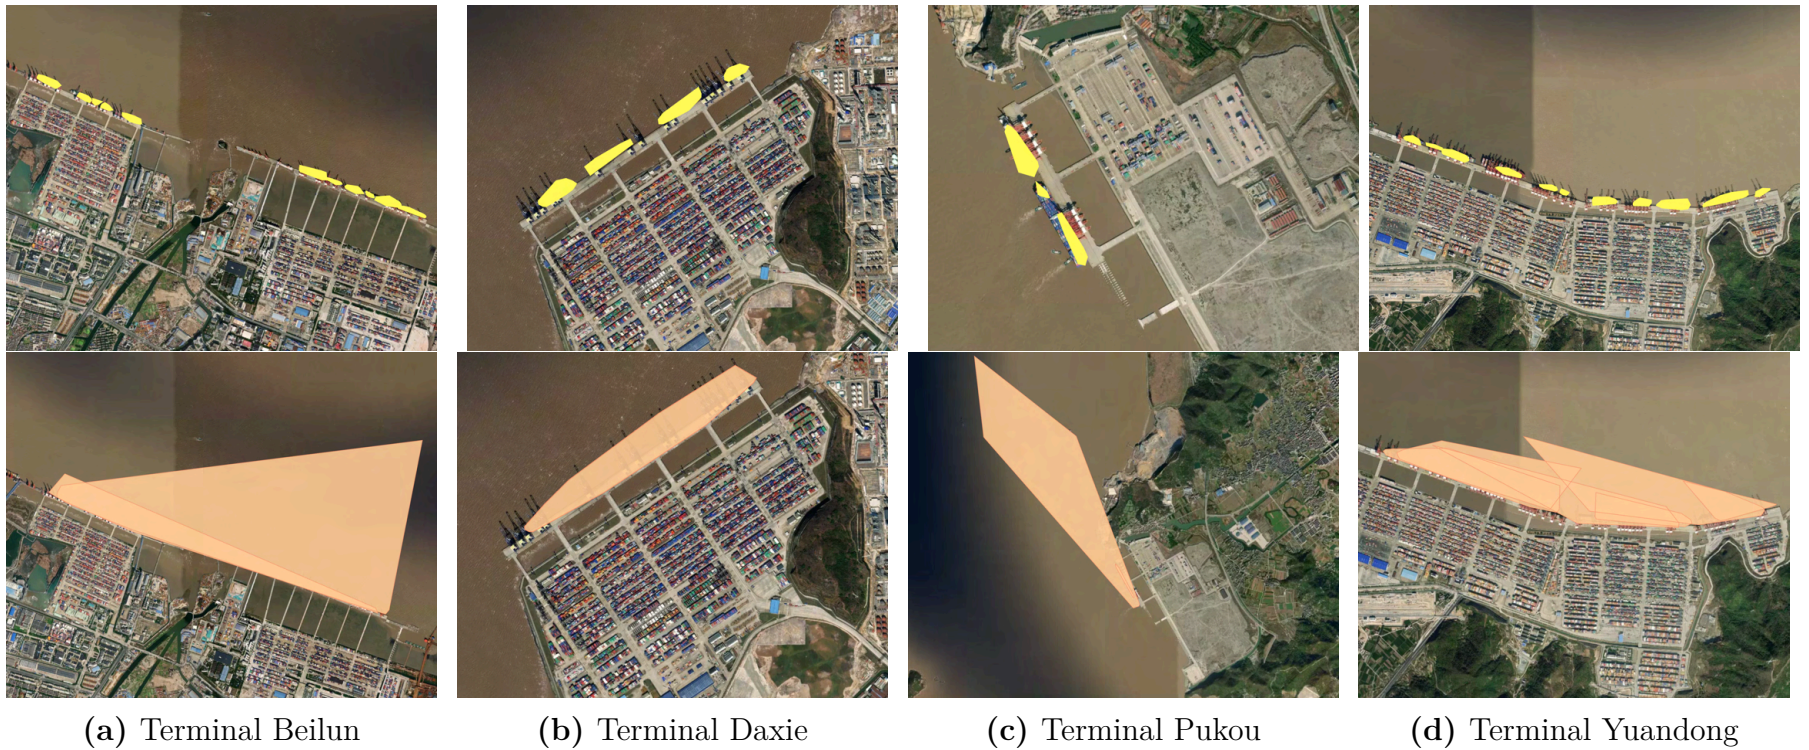 (a) Terminal Beilun
(b) Terminal Daxie
(c) Terminal Pukou
(d) Terminal Yuandong